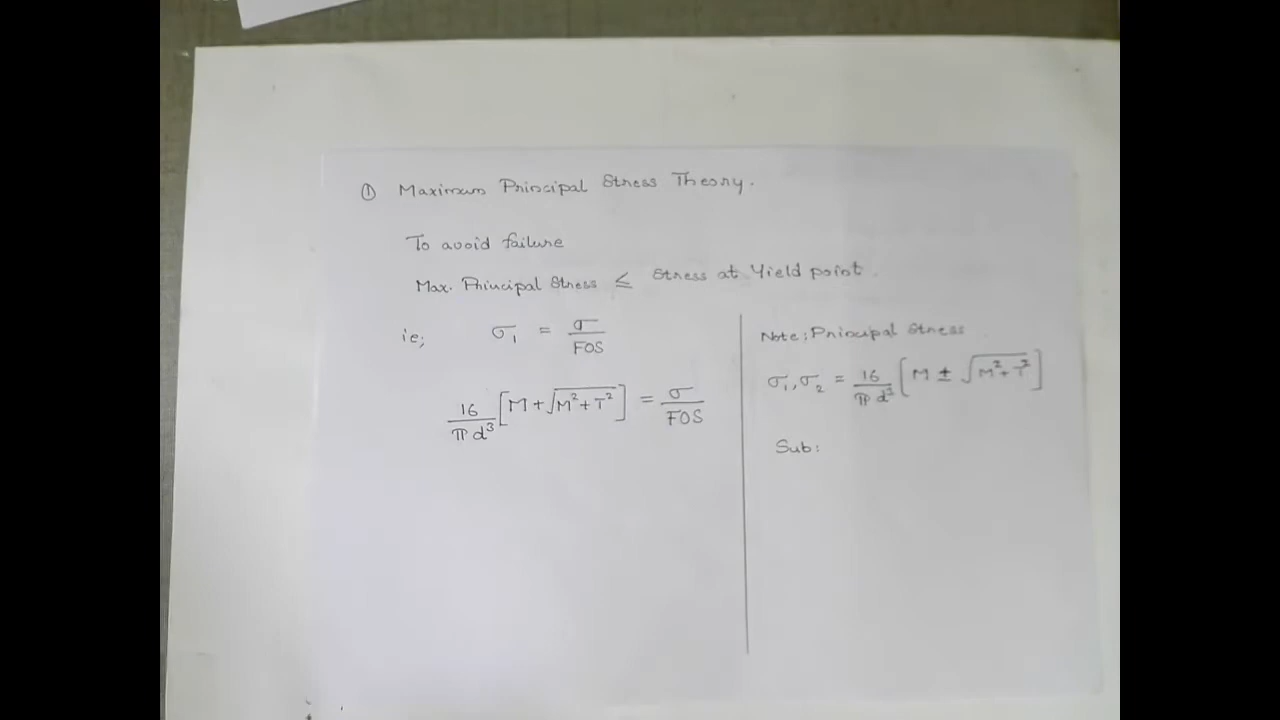 ① Maximum Principal Stress Theory.
To avoid failure
Max. Principal Stress ≤ Stress at Yield point.
ie; σ₁ = σ/FOS
16/πd³ [M + √(M² + T²)] = σ/FOS
Note: Principal Stress
σ₁, σ₂ = 16/πd³ [M ± √(M² + T²)]
Sub: